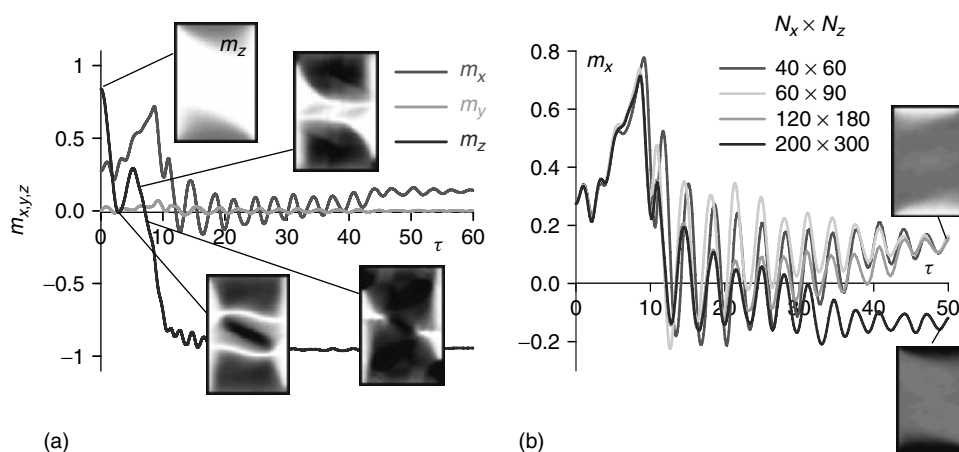 m_z
1
0.5
0.0
−0.5
−1
m_x,y,z
0 10 20 30 40 50 60
τ
m_x
m_y
m_z
(a)
N_x × N_z
m_x
40 × 60
60 × 90
120 × 180
200 × 300
0.8
0.6
0.4
0.2
0.0
−0.2
0 10 20 30 40 50
τ
(b)